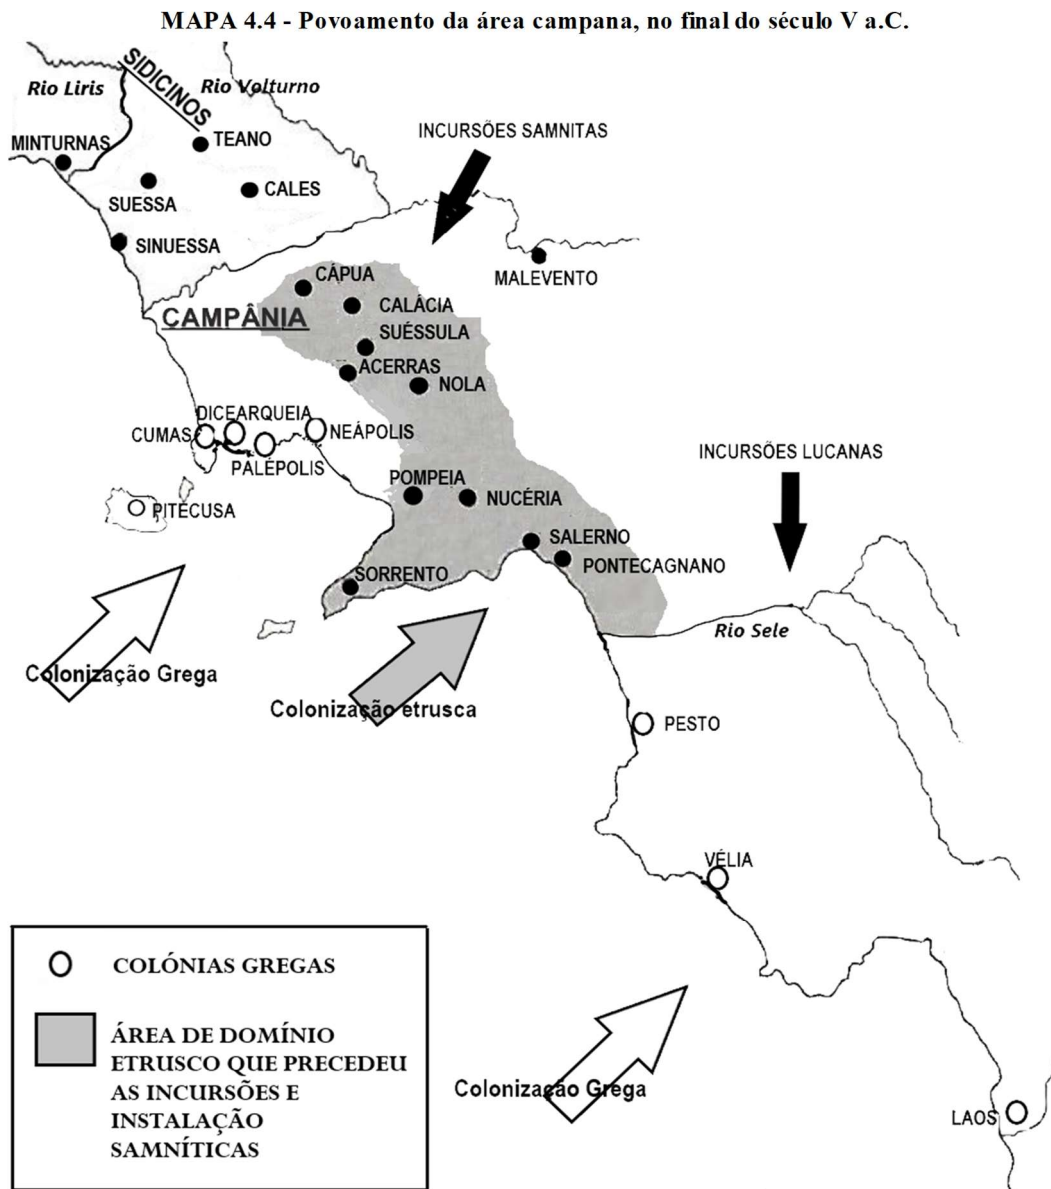 MAPA 4.4 - Povoamento da área campana, no final do século V a.C.
SIDICINOS
Rio Liris
Rio Volturno
INCURSÕES SAMNITAS
MINTURNAS
TEANO
CALES
SUESSA
SINUESSA
MALEVENTO
CÁPUA
CALÁCIA
CAMPÂNIA
SUÉSSULA
ACERRAS
NOLA
DICEARQUEIA
CUMAS
NEÁPOLIS
PALÉPOLIS
INCURSÕES LUCANAS
POMPEIA
NUCÉRIA
PITECUSA
SALERNO
PONTECAGNANO
SORRENTO
Rio Sele
Colonização Grega
Colonização etrusca
PESTO
VÉLIA
COLÓNIAS GREGAS
ÁREA DE DOMÍNIO
ETRUSCO QUE PRECEDEU
AS INCURSÕES E
INSTALAÇÃO
SAMNÍTICAS
Colonização Grega
LAOS